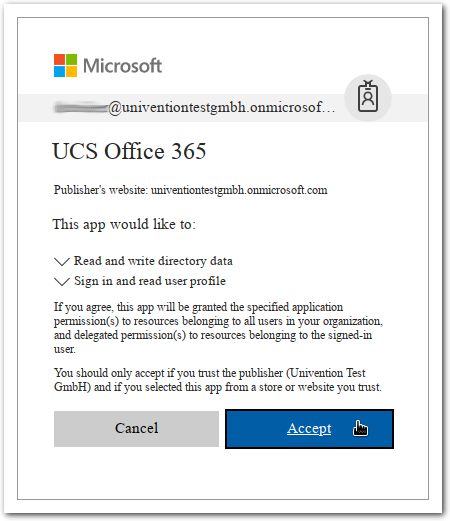 Microsoft
@univentiontestgmbh.onmicrosof…
UCS Office 365
Publisher's website: univentiontestgmbh.onmicrosoft.com
This app would like to:
Read and write directory data
Sign in and read user profile
If you agree, this app will be granted the specified application
permission(s) to resources belonging to all users in your organization,
and delegated permission(s) to resources belonging to the signed-in
user.
You should only accept if you trust the publisher (Univention Test
GmbH) and if you selected this app from a store or website you trust.
Cancel
Accept